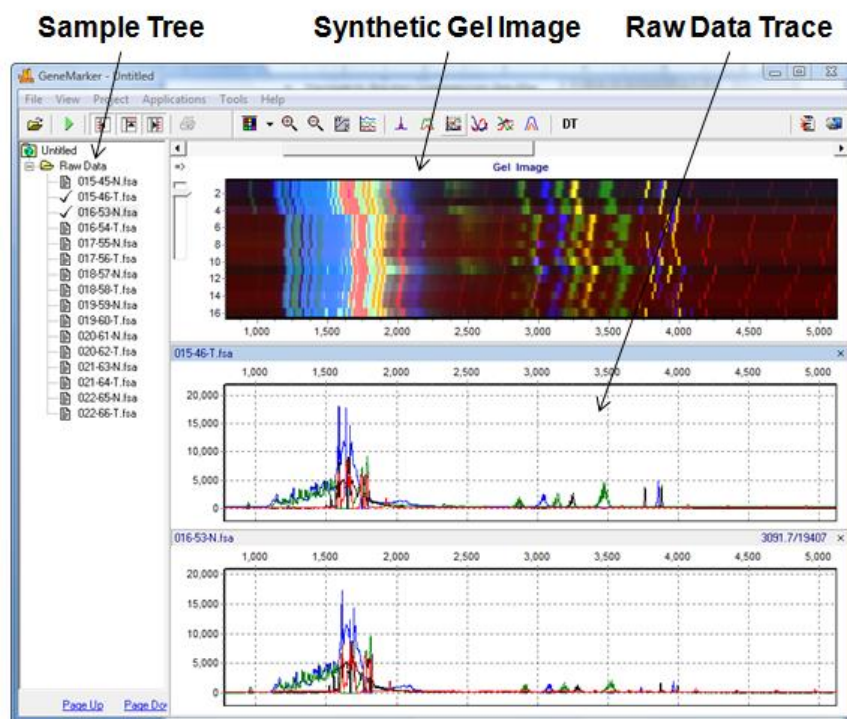 Sample Tree Synthetic Gel Image Raw Data Trace
GeneMarker - Untitled
File View Project Applications Tools Help
DT
Untitled
Raw Data
015-45-N.fsa
015-46-T.fsa
016-53-N.fsa
016-54-T.fsa
017-55-N.fsa
017-56-T.fsa
018-57-N.fsa
018-58-T.fsa
019-59-N.fsa
019-60-T.fsa
020-61-N.fsa
020-62-T.fsa
021-63-N.fsa
021-64-T.fsa
022-65-N.fsa
022-66-T.fsa
Page Up Page Do
=>
Gel Image
2
4
6
8
10
12
14
16
1,000 1,500 2,000 2,500 3,000 3,500 4,000 4,500 5,000
015-46-T.fsa
1,000 1,500 2,000 2,500 3,000 3,500 4,000 4,500 5,000
20,000
15,000
10,000
5,000
0
016-53-N.fsa 3091.7/19407
1,000 1,500 2,000 2,500 3,000 3,500 4,000 4,500 5,000
20,000
15,000
10,000
5,000
0